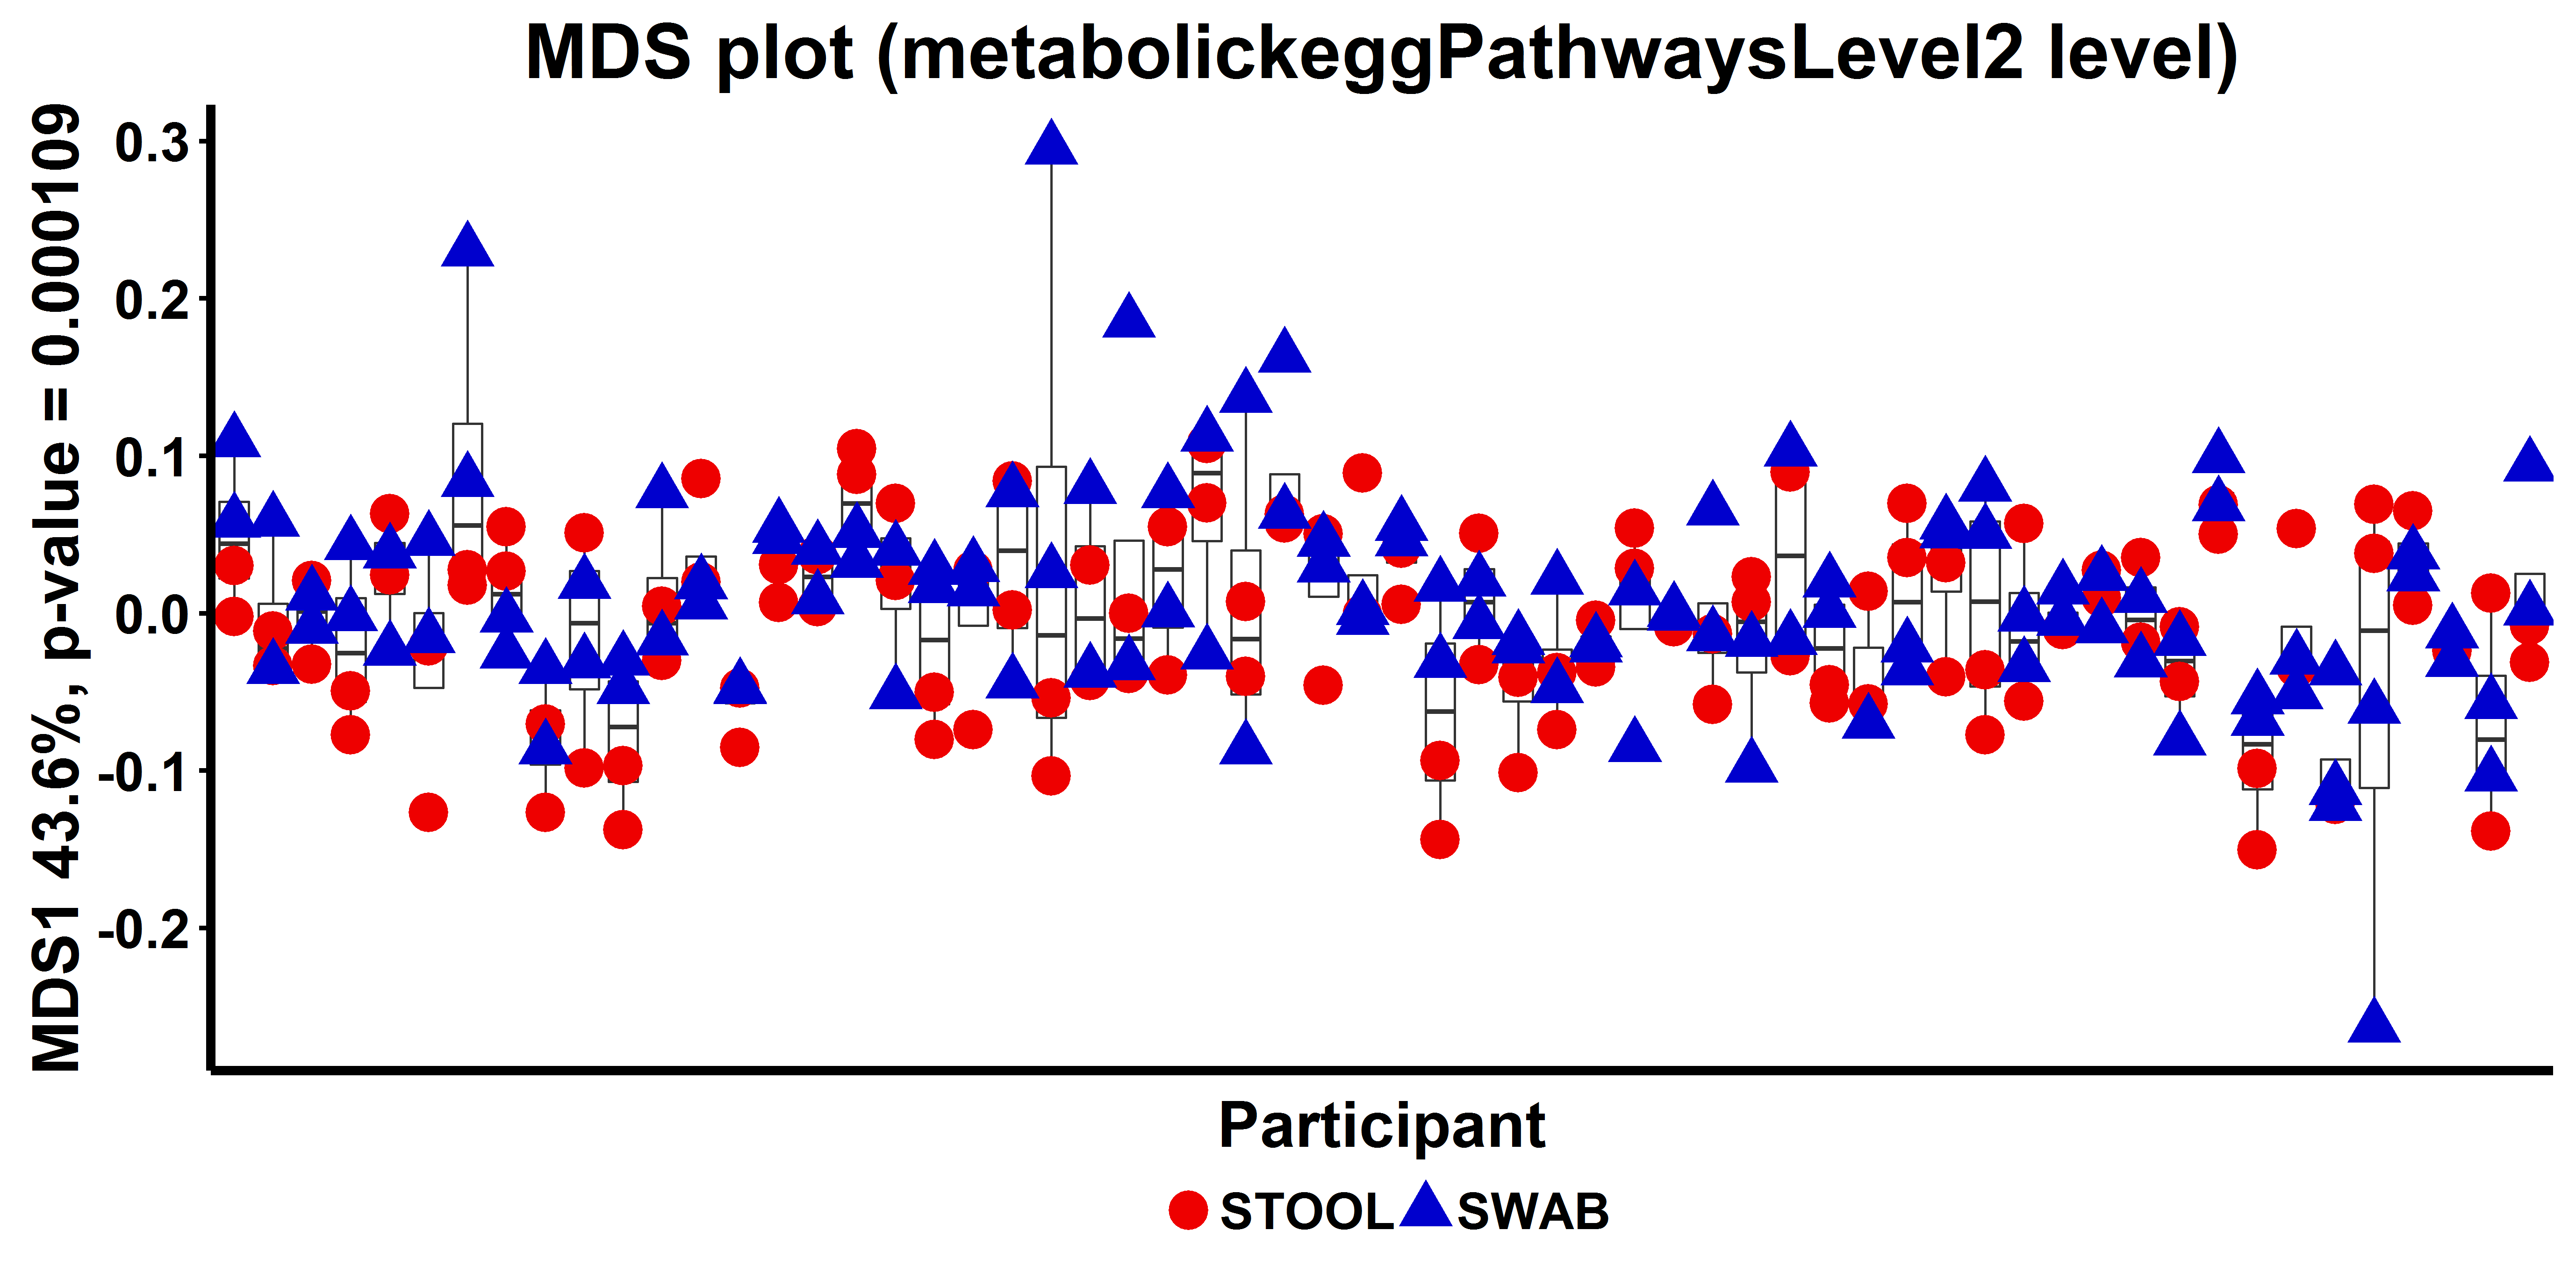 MDS plot (metabolickeggPathwaysLevel2 level)
MDS1 43.6%, p-value = 0.000109
0.3
0.2
0.1
0.0
-0.1
-0.2
Participant
STOOL SWAB